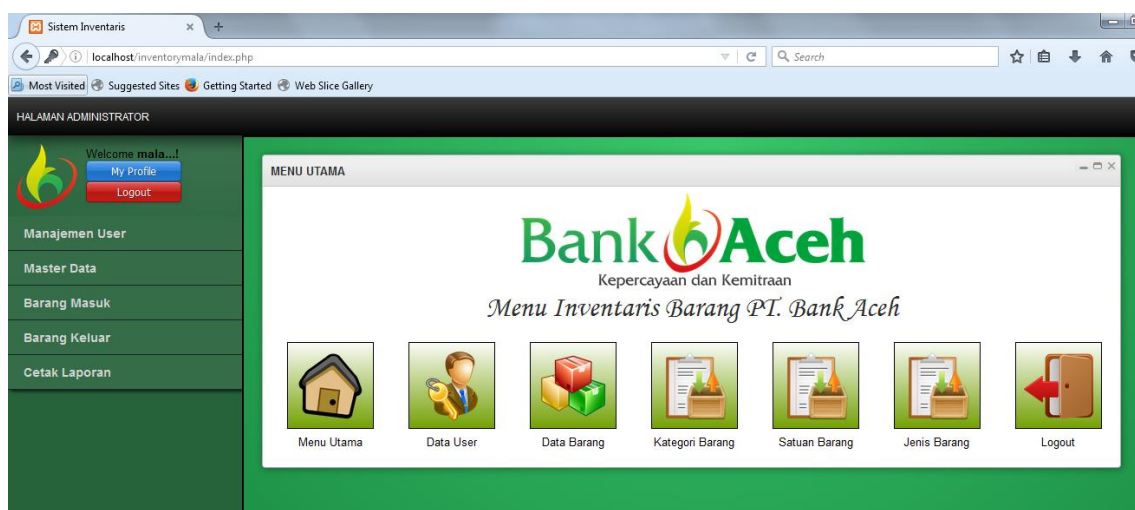 Sistem Inventaris
localhost/inventorymala/index.php
Search
Most Visited Suggested Sites Getting Started Web Slice Gallery
HALAMAN ADMINISTRATOR
Welcome mala...!
My Profile
Logout
Manajemen User
Master Data
Barang Masuk
Barang Keluar
Cetak Laporan
MENU UTAMA
Bank Aceh
Kepercayaan dan Kemitraan
Menu Inventaris Barang PT. Bank Aceh
Menu Utama Data User Data Barang Kategori Barang Satuan Barang Jenis Barang Logout